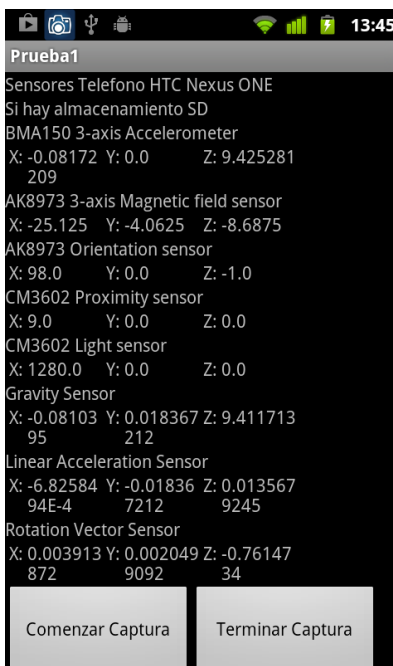 13:45
Prueba1
Sensores Telefono HTC Nexus ONE
Si hay almacenamiento SD
BMA150 3-axis Accelerometer
X: -0.08172 Y: 0.0 Z: 9.425281
209
AK8973 3-axis Magnetic field sensor
X: -25.125 Y: -4.0625 Z: -8.6875
AK8973 Orientation sensor
X: 98.0 Y: 0.0 Z: -1.0
CM3602 Proximity sensor
X: 9.0 Y: 0.0 Z: 0.0
CM3602 Light sensor
X: 1280.0 Y: 0.0 Z: 0.0
Gravity Sensor
X: -0.08103 Y: 0.018367 Z: 9.411713
95 212
Linear Acceleration Sensor
X: -6.82584 Y: -0.01836 Z: 0.013567
94E-4 7212 9245
Rotation Vector Sensor
X: 0.003913 Y: 0.002049 Z: -0.76147
872 9092 34
Comenzar Captura Terminar Captura